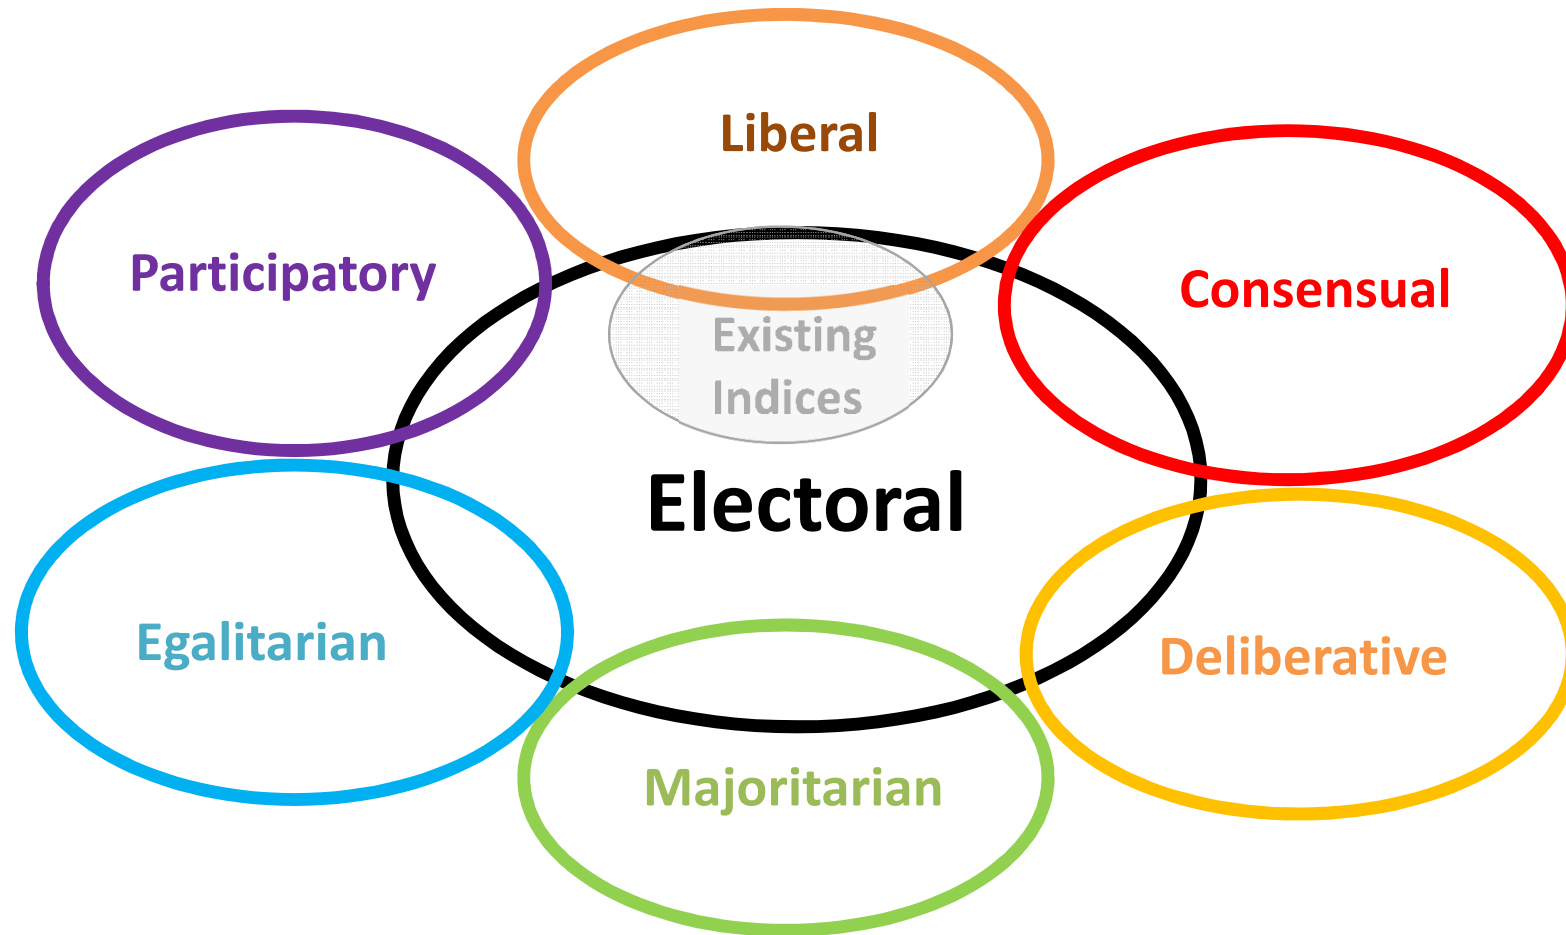 Liberal
Participatory
Consensual
Existing
Indices
Electoral
Egalitarian
Deliberative
Majoritarian